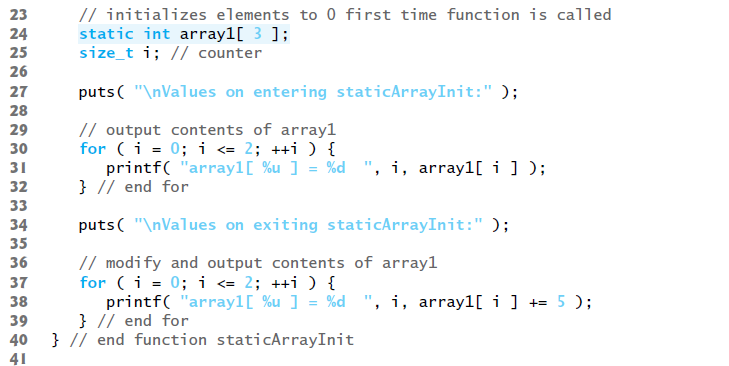 23 // initializes elements to 0 first time function is called
24 static int array1[ 3 ];
25 size_t i; // counter
26
27 puts( "\nValues on entering staticArrayInit:" );
28
29 // output contents of array1
30 for ( i = 0; i <= 2; ++i ) {
31 printf( "array1[ %u ] = %d  ", i, array1[ i ] );
32 } // end for
33
34 puts( "\nValues on exiting staticArrayInit:" );
35
36 // modify and output contents of array1
37 for ( i = 0; i <= 2; ++i ) {
38 printf( "array1[ %u ] = %d  ", i, array1[ i ] += 5 );
39 } // end for
40 } // end function staticArrayInit
41